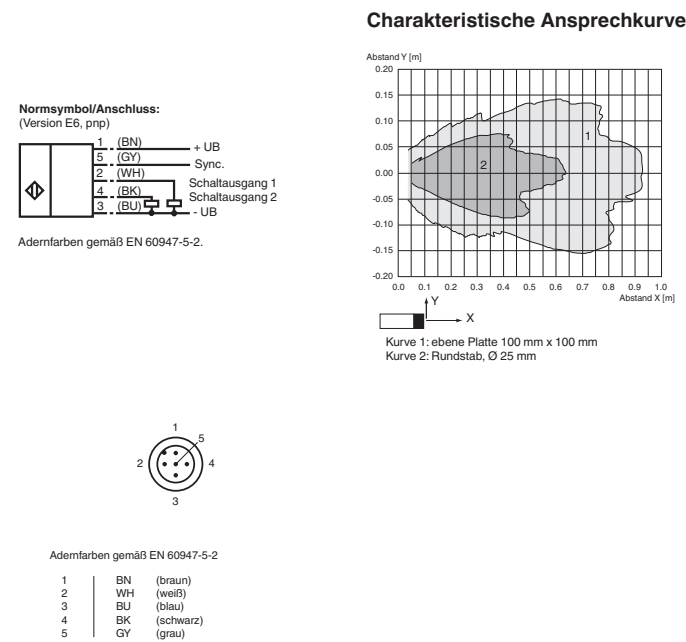 Charakteristische Ansprechkurve
Abstand Y [m]
0.20
0.15
0.10
0.05
0.00
-0.05
-0.10
-0.15
-0.20
1
2
0.0 0.1 0.2 0.3 0.4 0.5 0.6 0.7 0.8 0.9 1.0
Abstand X [m]
Y
X
Kurve 1: ebene Platte 100 mm x 100 mm
Kurve 2: Rundstab, Ø 25 mm
Normsymbol/Anschluss:
(Version E6, pnp)
1 (BN) + UB
5 (GY) Sync.
2 (WH) Schaltausgang 1
4 (BK) Schaltausgang 2
3 (BU) - UB
Adernfarben gemäß EN 60947-5-2.
1
5
2
4
3
Adernfarben gemäß EN 60947-5-2
1 BN (braun)
2 WH (weiß)
3 BU (blau)
4 BK (schwarz)
5 GY (grau)